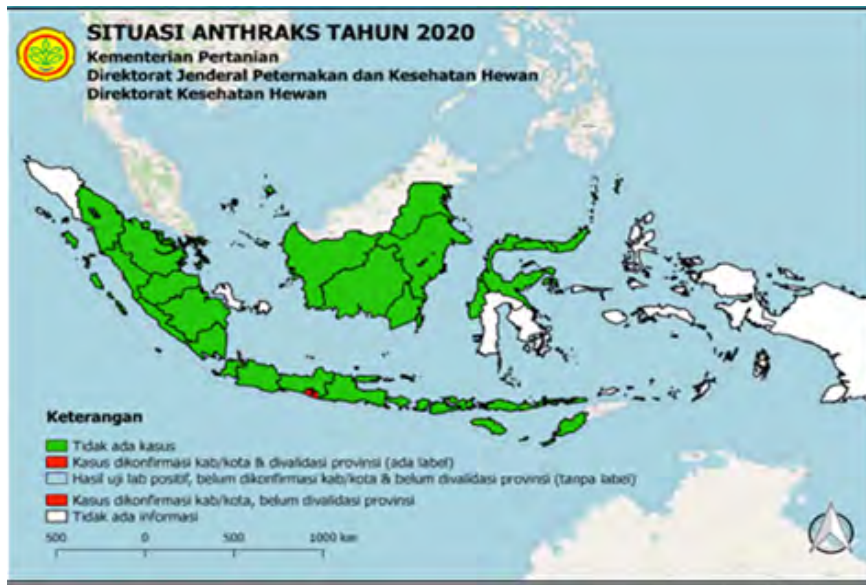 SITUASI ANTHRAKS TAHUN 2020
Kementerian Pertanian
Direktorat Jenderal Peternakan dan Kesehatan Hewan
Direktorat Kesehatan Hewan
Keterangan
Tidak ada kasus
Kasus dikonfirmasi kab/kota & divalidasi provinsi (ada label)
Hasil uji lab positif, belum dikonfirmasi kab/kota & belum divalidasi provinsi (tanpa label)
Kasus dikonfirmasi kab/kota, belum divalidasi provinsi
Tidak ada informasi
500 0 500 1000 km